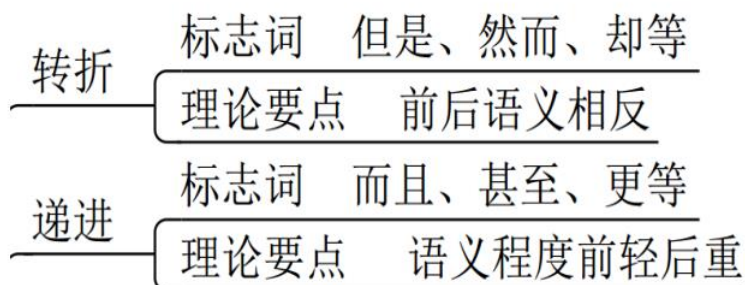 转折
标志词 但是、然而、却等
理论要点 前后语义相反
递进
标志词 而且、甚至、更等
理论要点 语义程度前轻后重